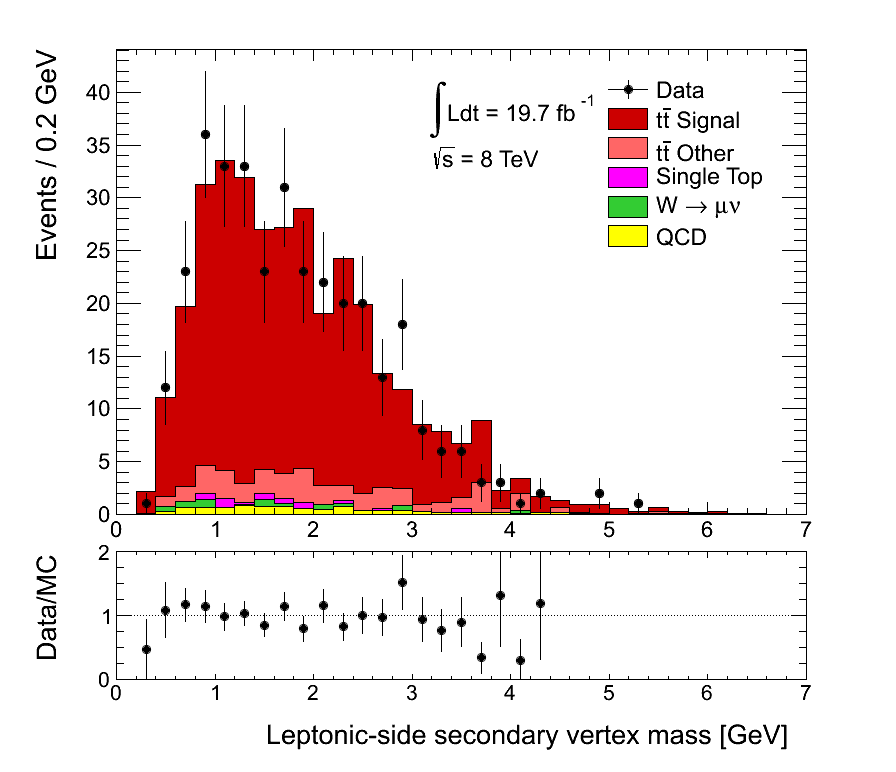 Events / 0.2 GeV
40
35
30
25
20
15
10
5
0
∫Ldt = 19.7 fb⁻¹
√s = 8 TeV
Data
tt̄ Signal
tt̄ Other
Single Top
W → μν
QCD
0 1 2 3 4 5 6 7
Data/MC
2
1
0
0 1 2 3 4 5 6 7
Leptonic-side secondary vertex mass [GeV]